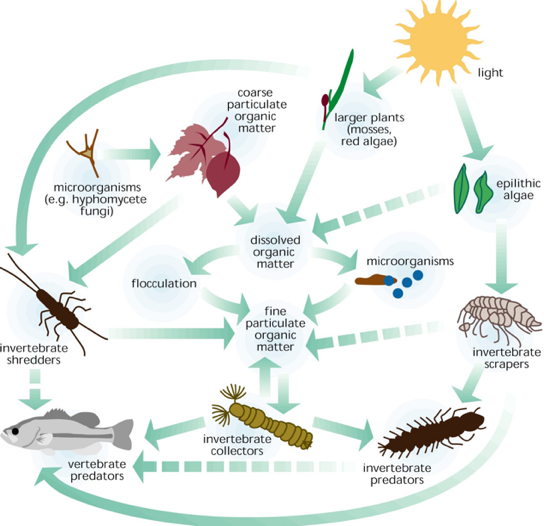 light
coarse
particulate
organic
matter
larger plants
(mosses,
red algae)
microorganisms
(e.g. hyphomycete
fungi)
epilithic
algae
dissolved
organic
matter
microorganisms
flocculation
fine
particulate
organic
matter
invertebrate
shredders
invertebrate
scrapers
invertebrate
collectors
vertebrate
predators
invertebrate
predators